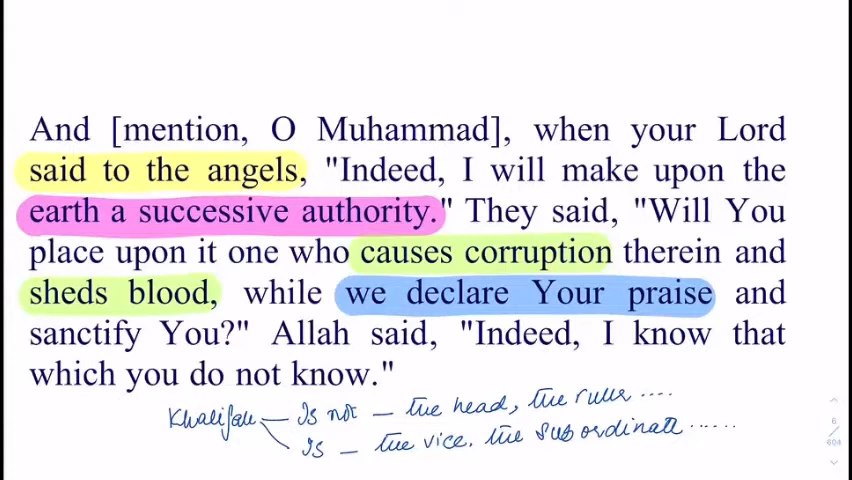 And [mention, O Muhammad], when your Lord
said to the angels, "Indeed, I will make upon the
earth a successive authority." They said, "Will You
place upon it one who causes corruption therein and
sheds blood, while we declare Your praise and
sanctify You?" Allah said, "Indeed, I know that
which you do not know."
Khalifah — Is not — the head, the ruler ....
Is — the vice, the subordinate ......
6
604